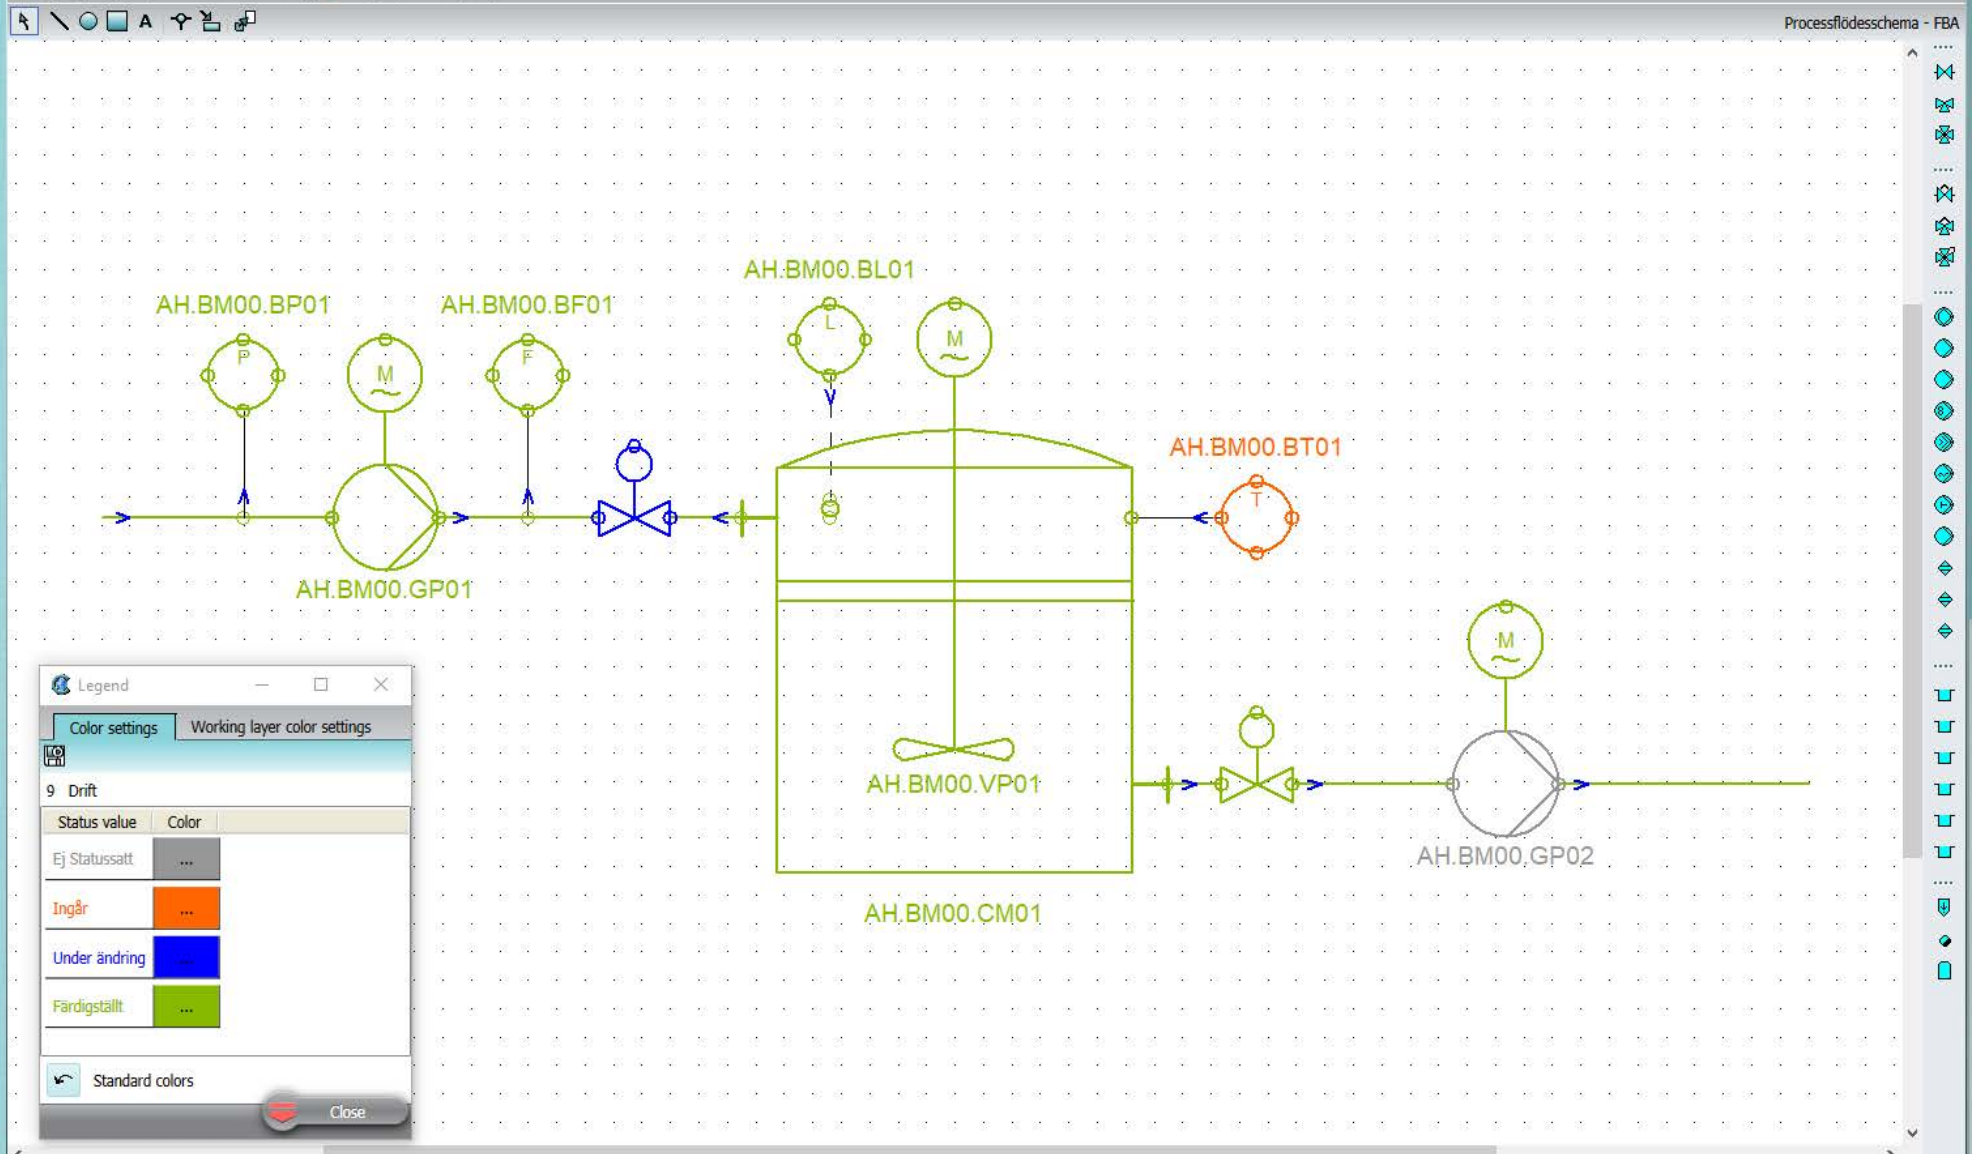 A
Processflödesschema - FBA
AH.BM00.BL01
AH.BM00.BP01
AH.BM00.BF01
L
M
P
M
F
AH.BM00.BT01
T
AH.BM00.GP01
M
AH.BM00.VP01
AH.BM00.GP02
AH.BM00.CM01
Legend
Color settings
Working layer color settings
9 Drift
Status value Color
Ej Statussatt ...
Ingår ...
Under ändring ...
Färdigställt ...
Standard colors
Close